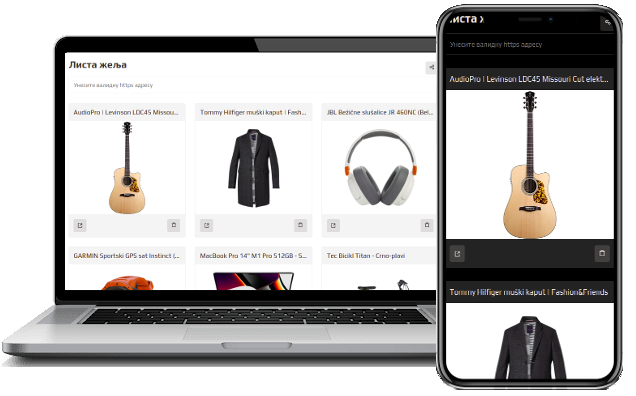 Листа жеља
Унесите валидну https адресу
AudioPro | Levinson LDC45 Missou...
Tommy Hilfiger muški kaput | Fash...
JBL Bežične slušalice JR 460NC (Bel...
GARMIN Sportski GPS sat Instinct (...
MacBook Pro 14" M1 Pro 512GB - S...
Tec Bicikl Titan - Crno-plavi
Листа ж
Унесите валидну https адресу
AudioPro | Levinson LDC45 Missouri Cut elekt...
Tommy Hilfiger muški kaput | Fashion&Friends